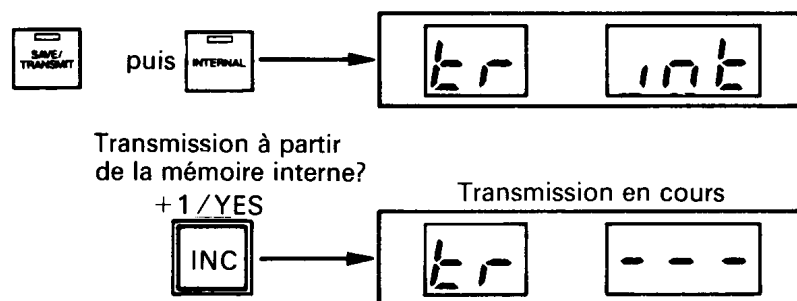 SAVE/
TRANSMIT
puis
INTERNAL
tr
int
Transmission à partir
de la mémoire interne?
+1/YES
Transmission en cours
INC
tr
- - -